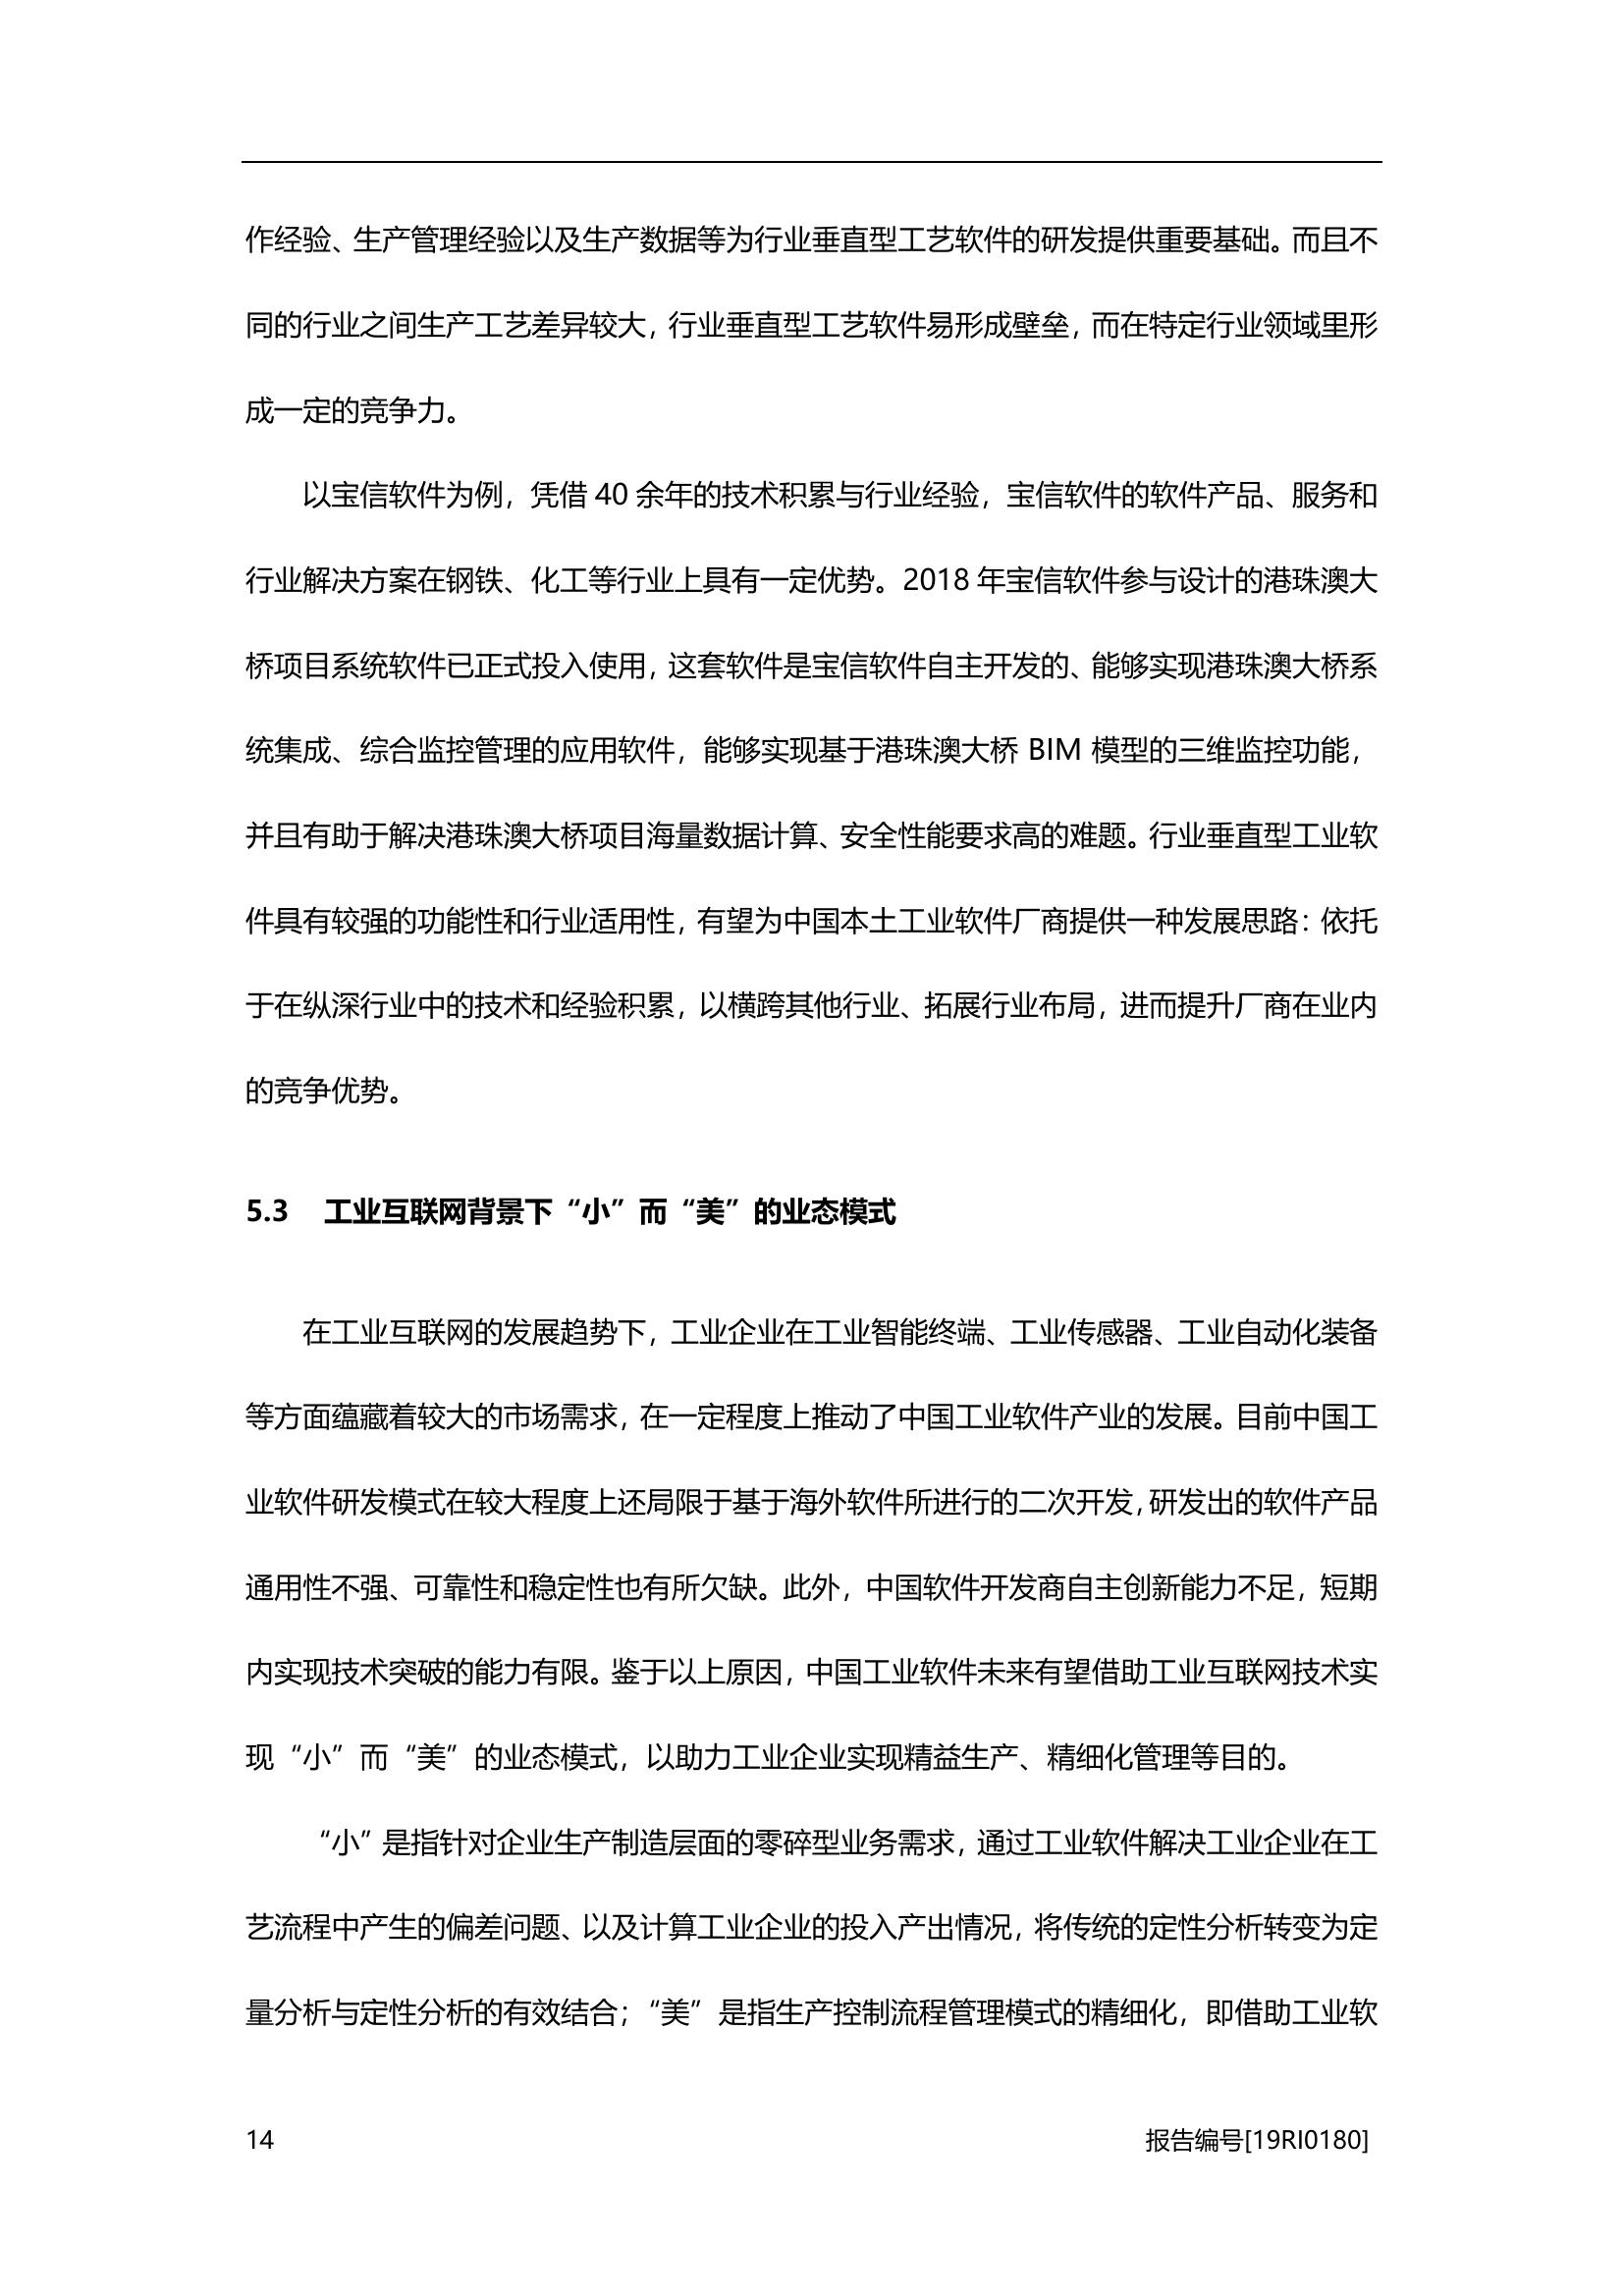 作经验、生产管理经验以及生产数据等为行业垂直型工艺软件的研发提供重要基础。而且不
同的行业之间生产工艺差异较大，行业垂直型工艺软件易形成壁垒，而在特定行业领域里形
成一定的竞争力。
以宝信软件为例，凭借 40 余年的技术积累与行业经验，宝信软件的软件产品、服务和
行业解决方案在钢铁、化工等行业上具有一定优势。2018 年宝信软件参与设计的港珠澳大
桥项目系统软件已正式投入使用，这套软件是宝信软件自主开发的、能够实现港珠澳大桥系
统集成、综合监控管理的应用软件，能够实现基于港珠澳大桥 BIM 模型的三维监控功能，
并且有助于解决港珠澳大桥项目海量数据计算、安全性能要求高的难题。行业垂直型工业软
件具有较强的功能性和行业适用性，有望为中国本土工业软件厂商提供一种发展思路：依托
于在纵深行业中的技术和经验积累，以横跨其他行业、拓展行业布局，进而提升厂商在业内
的竞争优势。
5.3 工业互联网背景下“小”而“美”的业态模式
在工业互联网的发展趋势下，工业企业在工业智能终端、工业传感器、工业自动化装备
等方面蕴藏着较大的市场需求，在一定程度上推动了中国工业软件产业的发展。目前中国工
业软件研发模式在较大程度上还局限于基于海外软件所进行的二次开发，研发出的软件产品
通用性不强、可靠性和稳定性也有所欠缺。此外，中国软件开发商自主创新能力不足，短期
内实现技术突破的能力有限。鉴于以上原因，中国工业软件未来有望借助工业互联网技术实
现“小”而“美”的业态模式，以助力工业企业实现精益生产、精细化管理等目的。
“小”是指针对企业生产制造层面的零碎型业务需求，通过工业软件解决工业企业在工
艺流程中产生的偏差问题、以及计算工业企业的投入产出情况，将传统的定性分析转变为定
量分析与定性分析的有效结合；“美”是指生产控制流程管理模式的精细化，即借助工业软
14 报告编号[19RI0180]